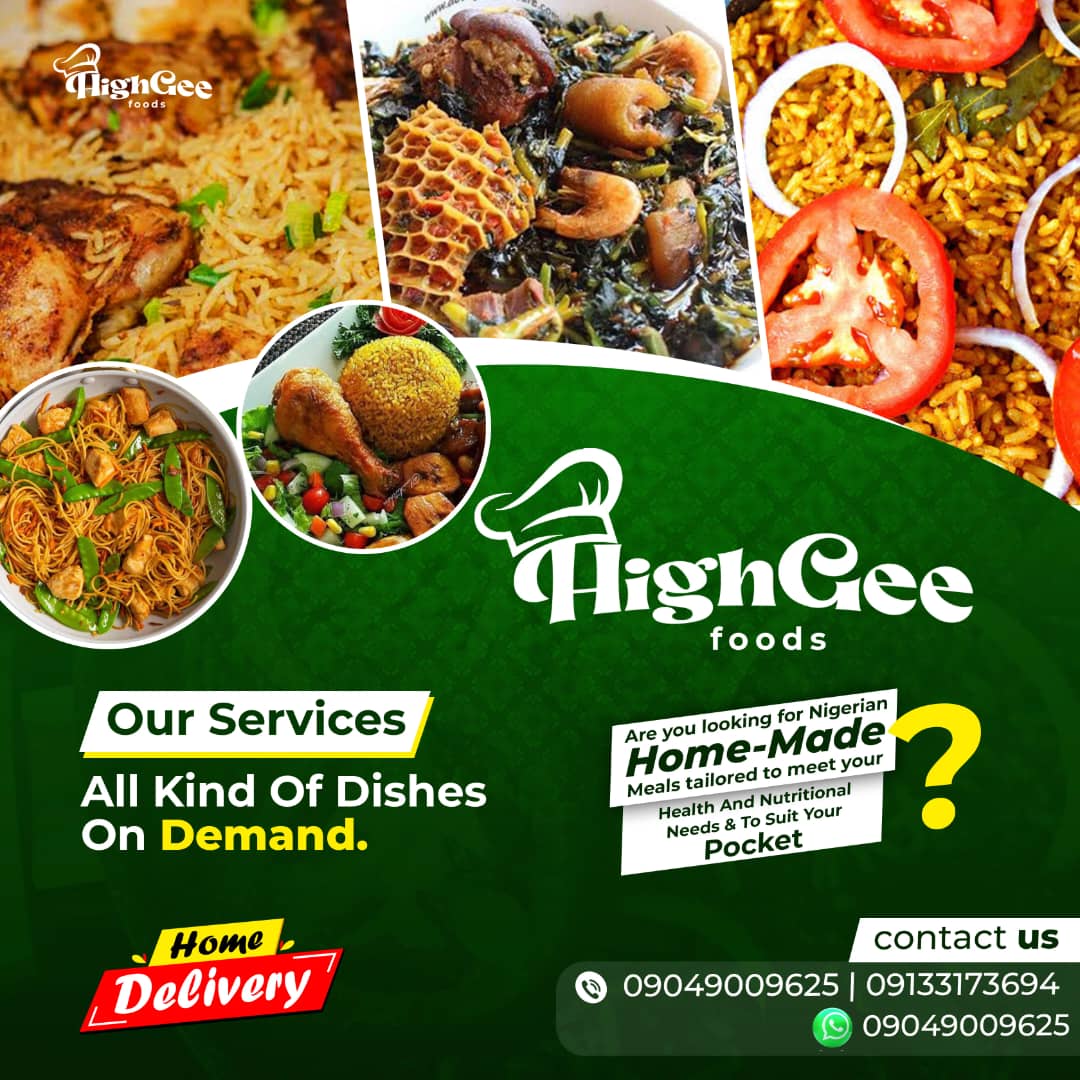 HighGee
foods
HighGee
foods
Our Services
All Kind Of Dishes
On Demand.
Are you looking for Nigerian
Home-Made
Meals tailored to meet your
Health And Nutritional
Needs & To Suit Your
Pocket
?
Home
Delivery
contact us
09049009625 | 09133173694
09049009625